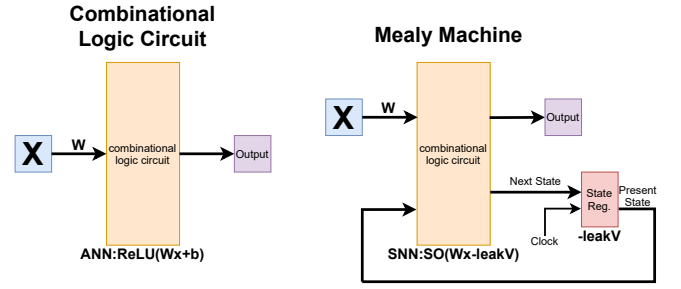 Combinational
Logic Circuit
X
W
combinational
logic circuit
Output
ANN:ReLU(Wx+b)
Mealy Machine
X
W
combinational
logic circuit
Output
Next State
State
Reg.
Present
State
Clock
-leakV
SNN:SO(Wx-leakV)